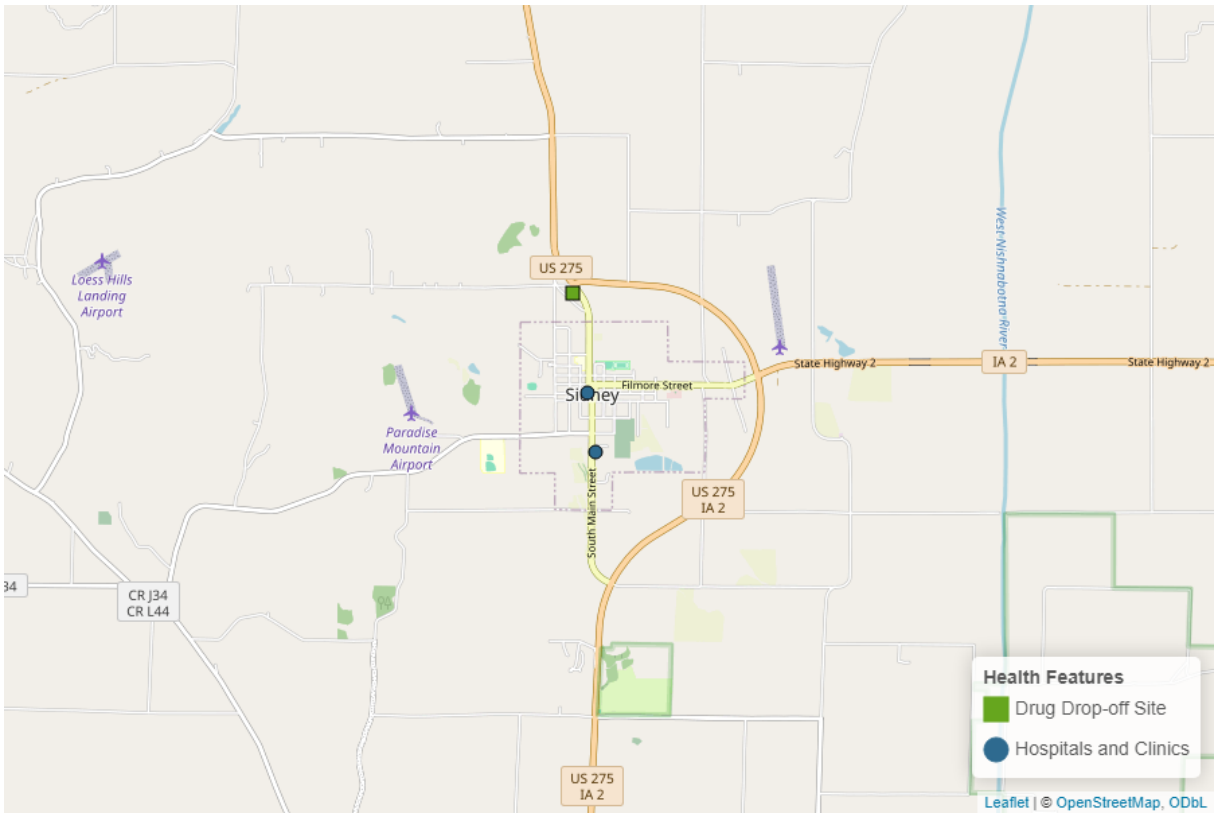 Loess Hills
Landing
Airport
US 275
West Nishnabotna River
State Highway 2
IA 2
State Highway 2
Filmore Street
Sidney
Paradise
Mountain
Airport
US 275
IA 2
South Main Street
34
CR J34
CR L44
US 275
IA 2
Health Features
Drug Drop-off Site
Hospitals and Clinics
Leaflet | © OpenStreetMap, ODbL